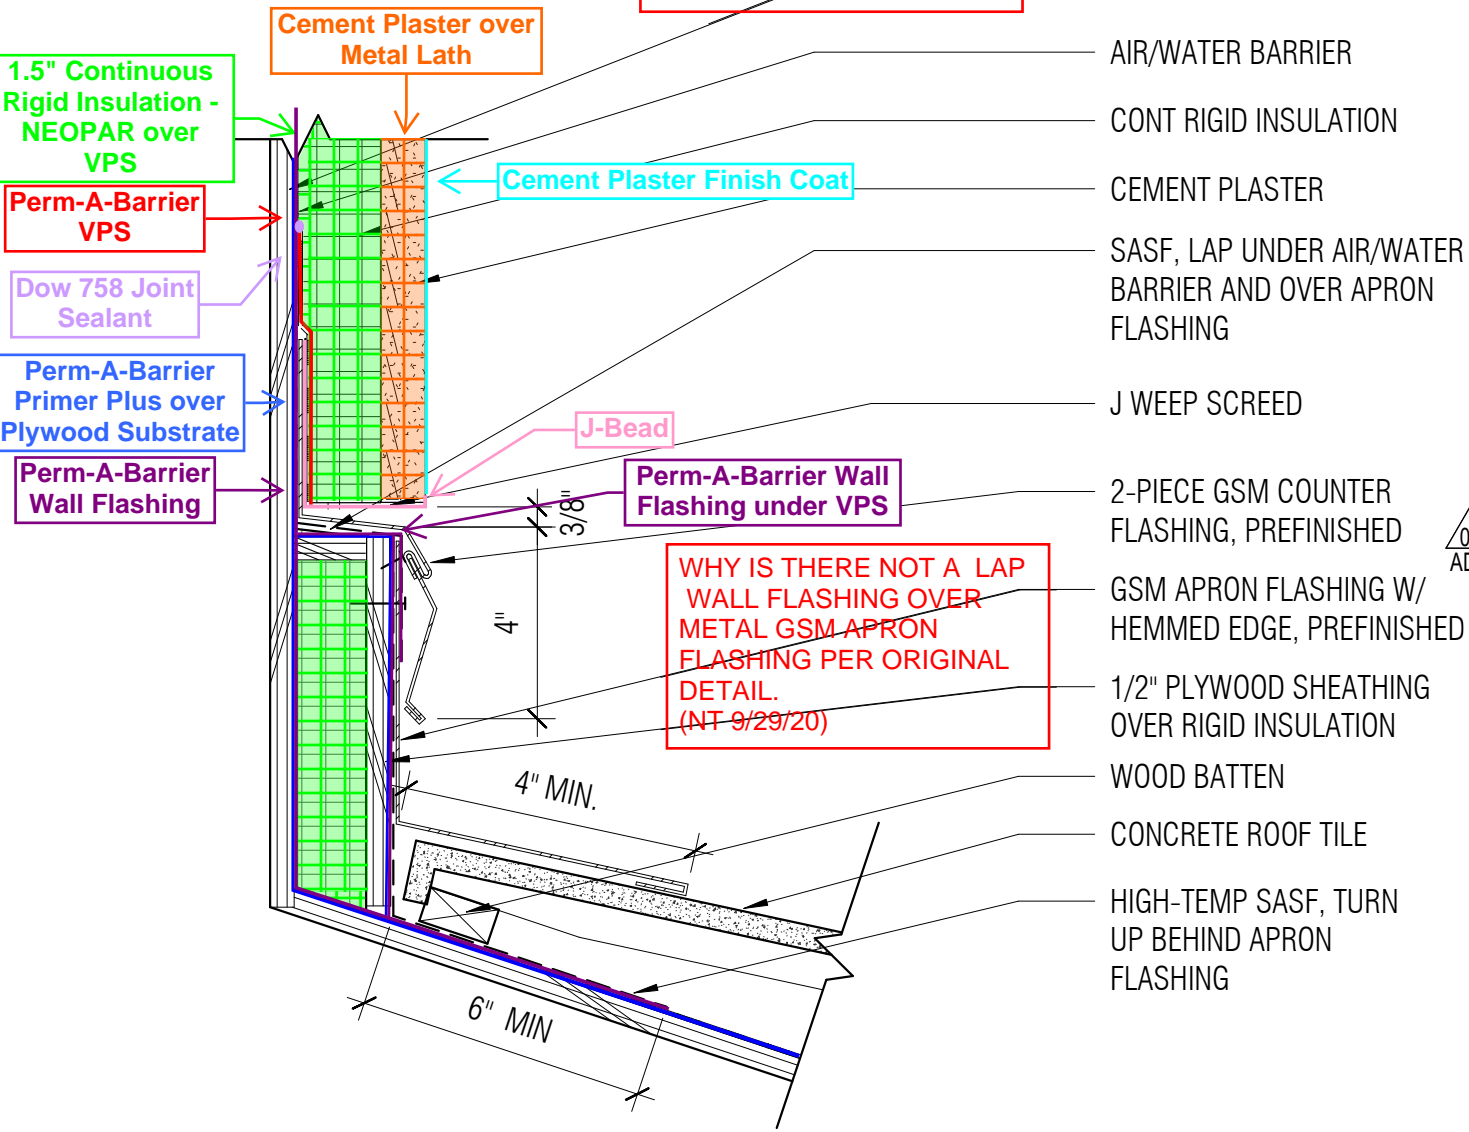 Cement Plaster over
Metal Lath
1.5" Continuous
Rigid Insulation -
NEOPAR over
VPS
Perm-A-Barrier
VPS
Dow 758 Joint
Sealant
Perm-A-Barrier
Primer Plus over
Plywood Substrate
Perm-A-Barrier
Wall Flashing
Cement Plaster Finish Coat
J-Bead
Perm-A-Barrier Wall
Flashing under VPS
3/8"
4"
WHY IS THERE NOT A LAP
WALL FLASHING OVER
METAL GSM APRON
FLASHING PER ORIGINAL
DETAIL.
(NT 9/29/20)
4" MIN.
6" MIN
AIR/WATER BARRIER
CONT RIGID INSULATION
CEMENT PLASTER
SASF, LAP UNDER AIR/WATER
BARRIER AND OVER APRON
FLASHING
J WEEP SCREED
2-PIECE GSM COUNTER
FLASHING, PREFINISHED
GSM APRON FLASHING W/
HEMMED EDGE, PREFINISHED
1/2" PLYWOOD SHEATHING
OVER RIGID INSULATION
WOOD BATTEN
CONCRETE ROOF TILE
HIGH-TEMP SASF, TURN
UP BEHIND APRON
FLASHING